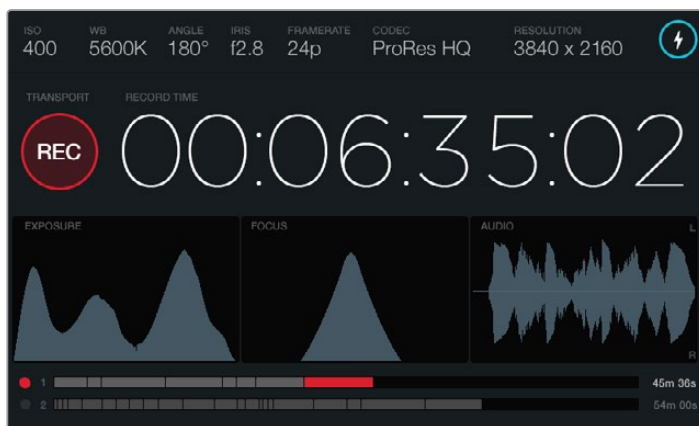 ISO WB ANGLE IRIS FRAMERATE CODEC RESOLUTION
400 5600K 180° f2.8 24p ProRes HQ 3840 x 2160
TRANSPORT RECORD TIME
REC 00:06:35:02
EXPOSURE FOCUS AUDIO L
R
1 45m 36s
2 54m 00s